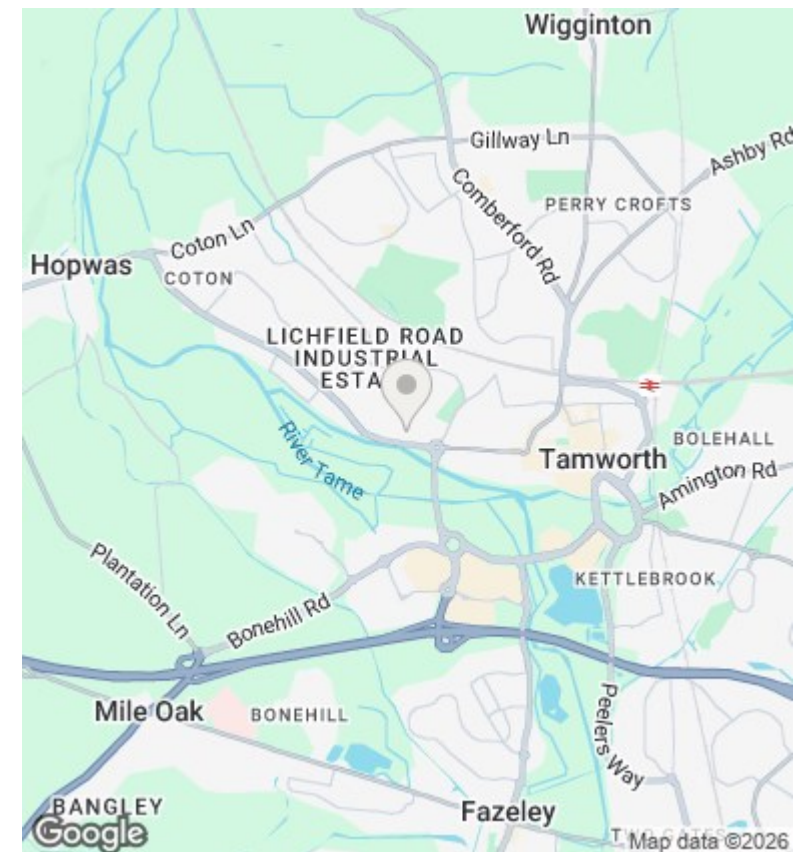 Wigginton
Gillway Ln
Ashby Rd
Comberford Rd
PERRY CROFTS
Coton Ln
Hopwas
COTON
LICHFIELD ROAD
INDUSTRIAL
ESTA
River Tame
Tamworth
BOLEHALL
Amington Rd
Plantation Ln
Bonehill Rd
KETTLEBROOK
Mile Oak
BONEHILL
Peelers Way
BANGLEY
Fazeley
TWO GATES
Google
Map data ©2026